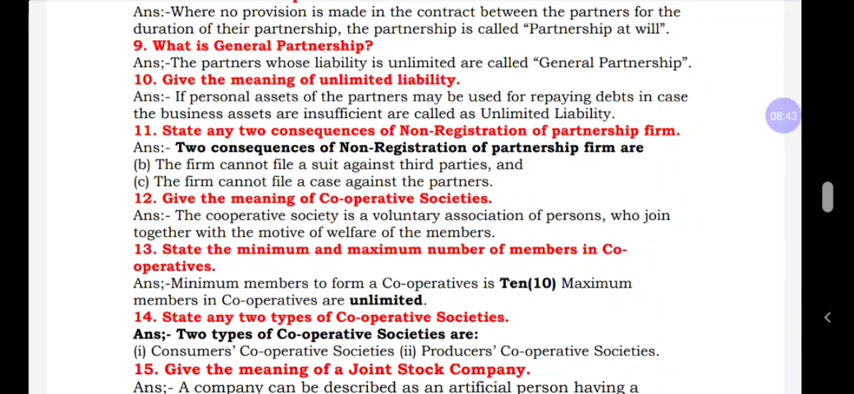 Ans:-Where no provision is made in the contract between the partners for the
duration of their partnership, the partnership is called “Partnership at will”.
9. What is General Partnership?
Ans;-The partners whose liability is unlimited are called “General Partnership”.
10. Give the meaning of unlimited liability.
Ans:- If personal assets of the partners may be used for repaying debts in case
the business assets are insufficient are called as Unlimited Liability.
11. State any two consequences of Non-Registration of partnership firm.
Ans:- Two consequences of Non-Registration of partnership firm are
(b) The firm cannot file a suit against third parties, and
(c) The firm cannot file a case against the partners.
12. Give the meaning of Co-operative Societies.
Ans:- The cooperative society is a voluntary association of persons, who join
together with the motive of welfare of the members.
13. State the minimum and maximum number of members in Co-
operatives.
Ans;-Minimum members to form a Co-operatives is Ten(10) Maximum
members in Co-operatives are unlimited.
14. State any two types of Co-operative Societies.
Ans;- Two types of Co-operative Societies are:
(i) Consumers’ Co-operative Societies (ii) Producers’ Co-operative Societies.
15. Give the meaning of a Joint Stock Company.
Ans;- A company can be described as an artificial person having a
08:43